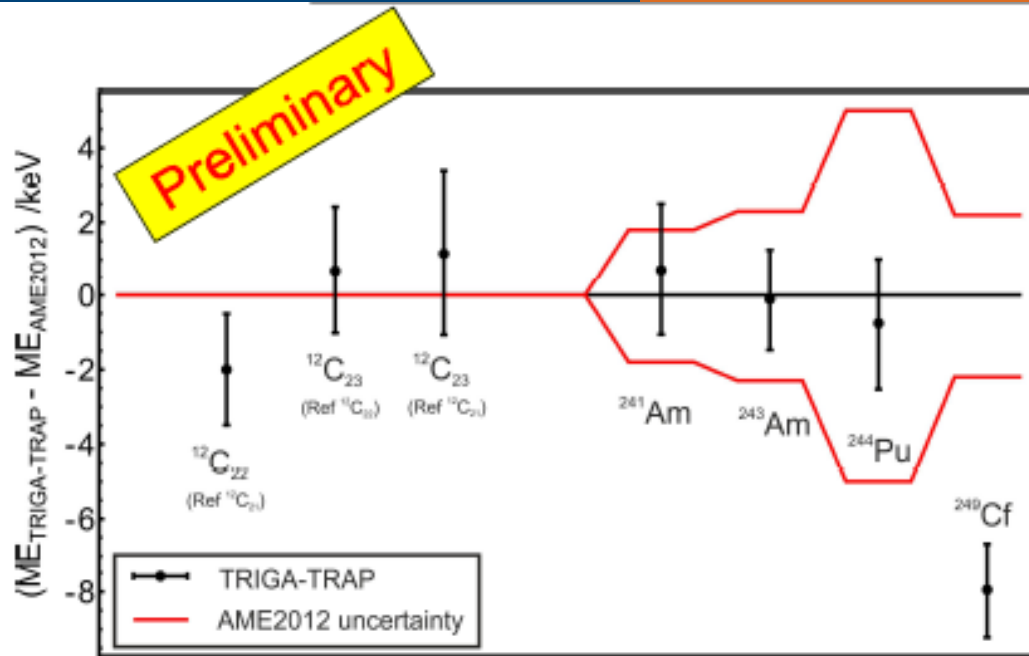 Preliminary
(ME_TRIGA-TRAP - ME_AME2012) /keV
4
2
0
-2
-4
-6
-8
¹²C₂₂
(Ref ¹²C₂₁)
¹²C₂₃
(Ref ¹²C₂₂)
¹²C₂₃
(Ref ¹²C₂₁)
²⁴¹Am
²⁴³Am
²⁴⁴Pu
²⁴⁹Cf
TRIGA-TRAP
AME2012 uncertainty